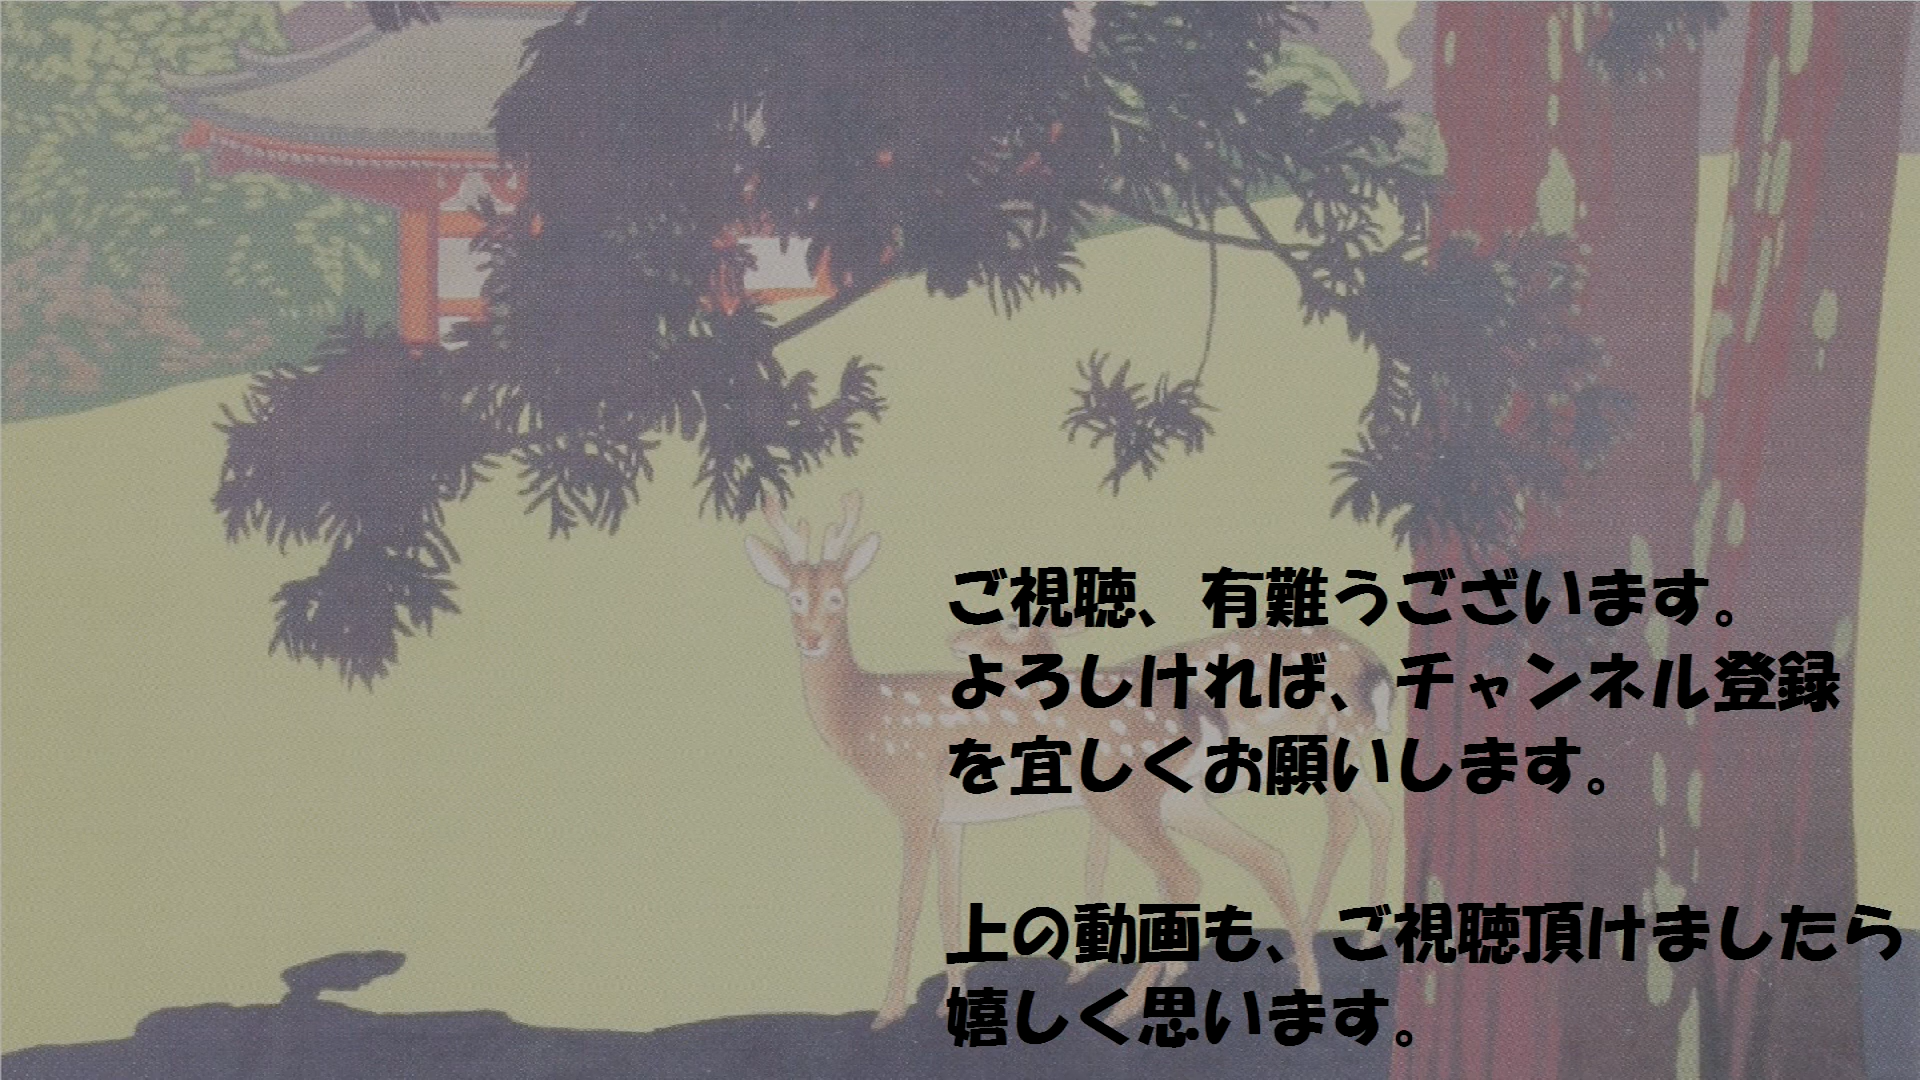 ご視聴、有難うございます。
よろしければ、チャンネル登録
を宜しくお願いします。
上の動画も、ご視聴頂けましたら
嬉しく思います。